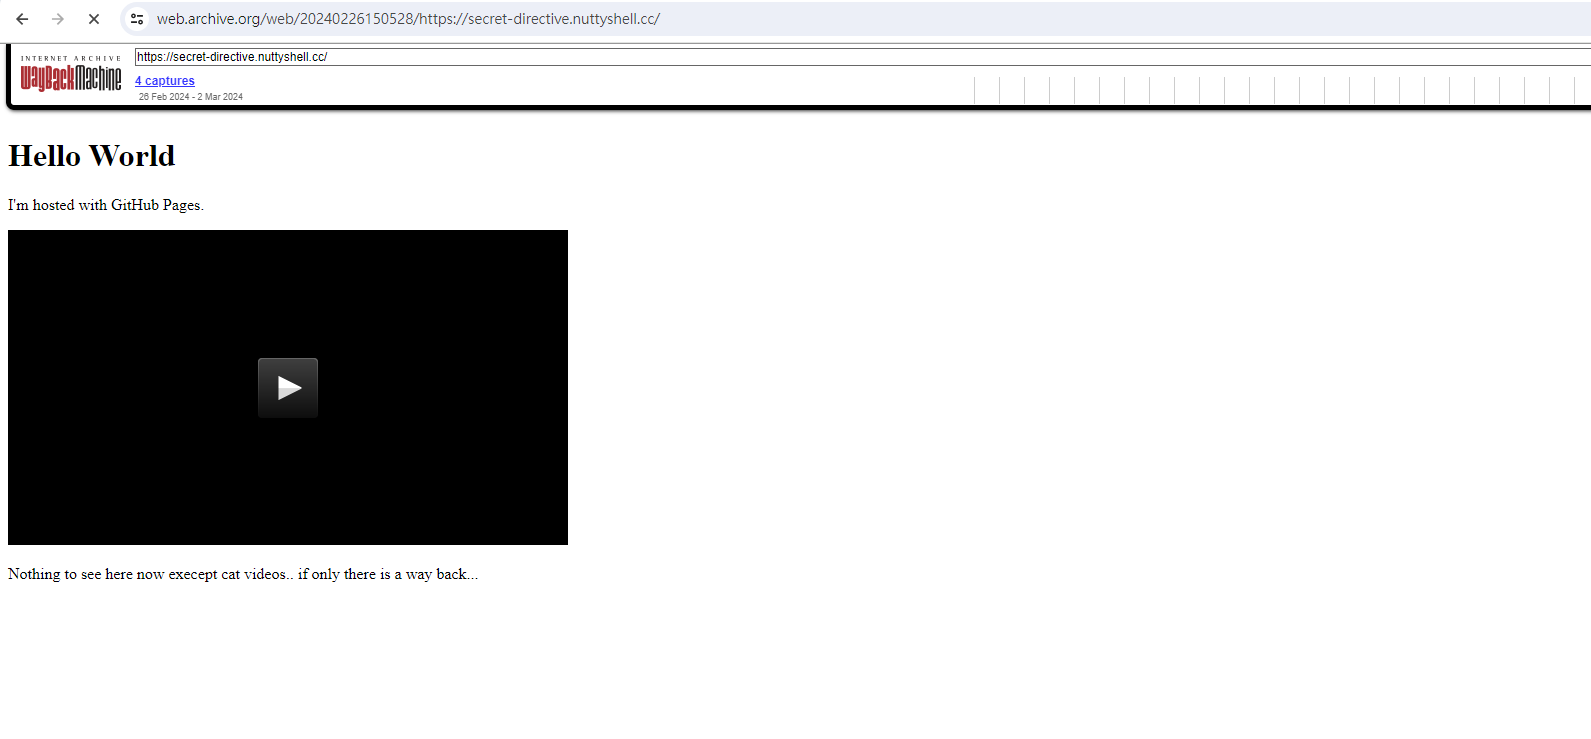 web.archive.org/web/20240226150528/https://secret-directive.nuttyshell.cc/
INTERNET ARCHIVE
WayBackMachine
https://secret-directive.nuttyshell.cc/
4 captures
26 Feb 2024 - 2 Mar 2024
Hello World
I'm hosted with GitHub Pages.
Nothing to see here now execept cat videos.. if only there is a way back...